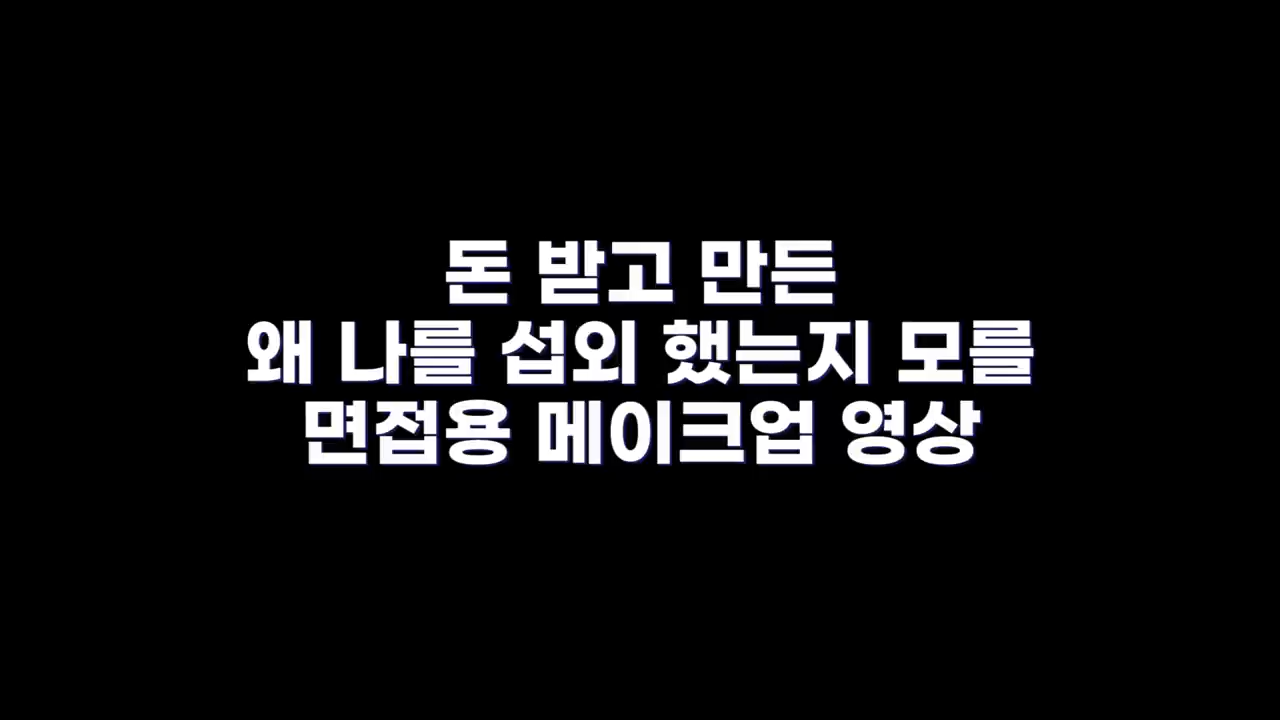 돈 받고 만든
왜 나를 섭외 했는지 모를
면접용 메이크업 영상